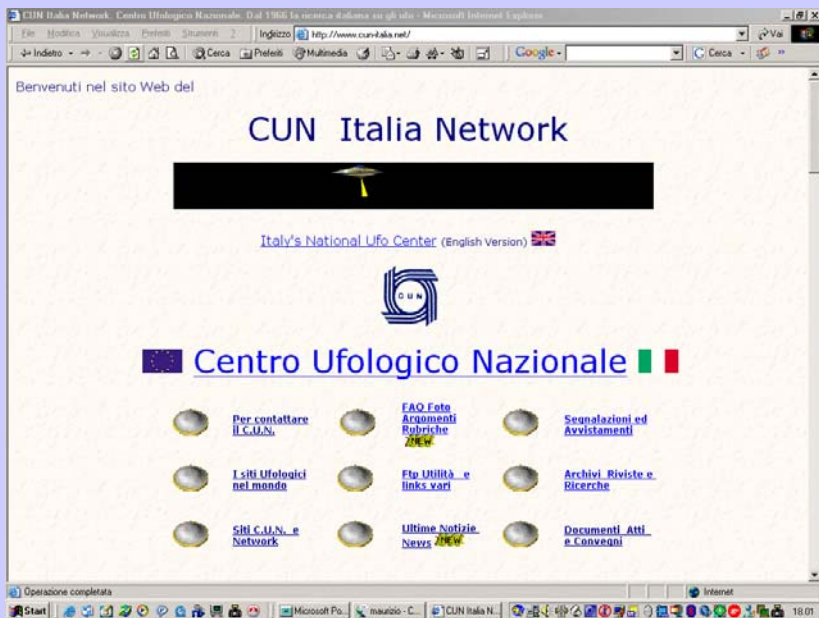 CUN Italia Network. Centro Ufologico Nazionale. Dal 1966 la ricerca italiana su gli ufo - Microsoft Internet Explorer
File Modifica Visualizza Preferiti Strumenti ? Indirizzo http://www.cun-italia.net/ Vai
Indietro Cerca Preferiti Multimedia Google Cerca »
Benvenuti nel sito Web del
CUN Italia Network
Italy's National Ufo Center (English Version)
CUN
Centro Ufologico Nazionale
Per contattare
il C.U.N.
FAQ Foto
Argomenti
Rubriche
NEW
Segnalazioni ed
Avvistamenti
I siti Ufologici
nel mondo
Ftp Utilità e
links vari
Archivi Riviste e
Ricerche
Siti C.U.N. e
Network
Ultime Notizie
News NEW
Documenti Atti
e Convegni
Operazione completata Internet
Start Microsoft Po... maurizio - C... CUN Italia N... 18.01